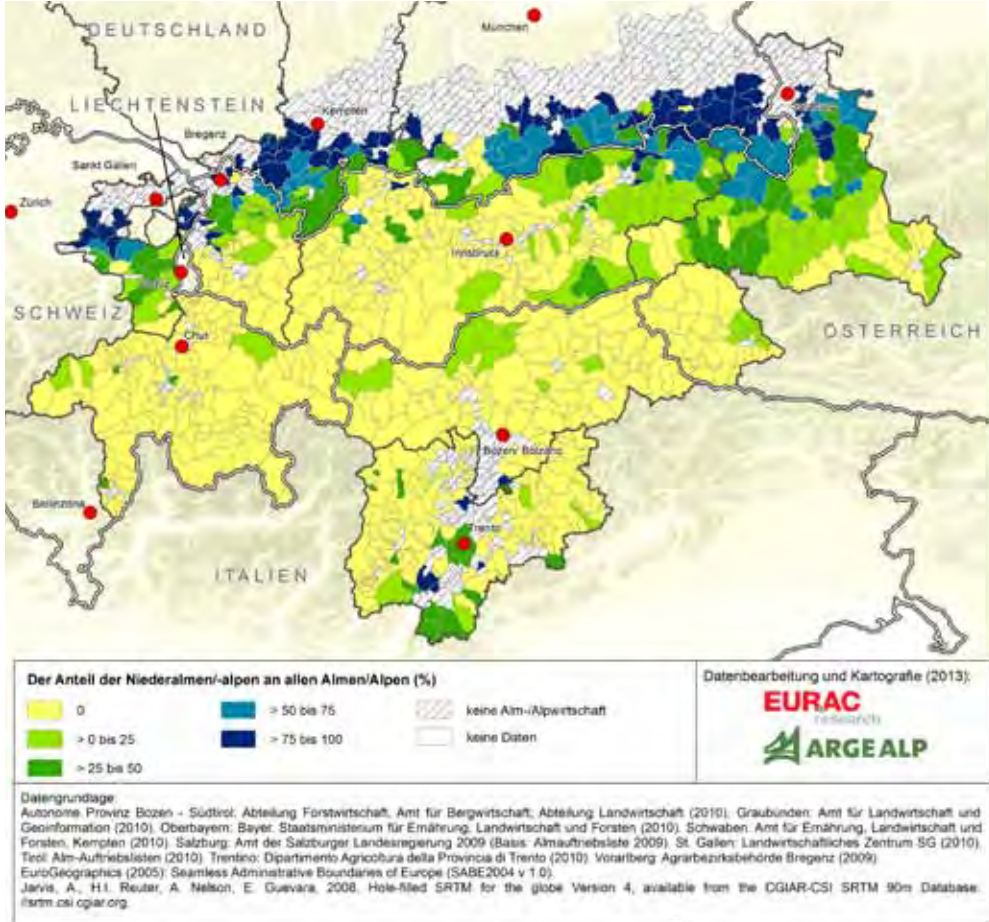 DEUTSCHLAND
München
LIECHTENSTEIN
Kempten
Bregenz
Sankt Gallen
Zürich
Innsbruck
SCHWEIZ
ÖSTERREICH
Chur
Bozen/ Bolzano
Bellinzona
Trento
ITALIEN
Der Anteil der Niederalmen/-alpen an allen Almen/Alpen (%)
0
> 50 bis 75
keine Alm-/Alpwirtschaft
> 0 bis 25
> 75 bis 100
keine Daten
> 25 bis 50
Datenbearbeitung und Kartografie (2013):
EURAC
research
ARGEALP
Datengrundlage:
Autonome Provinz Bozen - Südtirol: Abteilung Forstwirtschaft, Amt für Bergwirtschaft; Abteilung Landwirtschaft (2010). Graubünden: Amt für Landwirtschaft und
Geoinformation (2010). Oberbayern: Bayer. Staatsministerium für Ernährung, Landwirtschaft und Forsten (2010). Schwaben: Amt für Ernährung, Landwirtschaft und
Forsten, Kempten (2010). Salzburg: Amt der Salzburger Landesregierung 2009 (Basis: Almauftriebsliste 2009). St. Gallen: Landwirtschaftliches Zentrum SG (2010).
Tirol: Alm-Auftriebslisten (2010). Trentino: Dipartimento Agricoltura della Provincia di Trento (2010). Vorarlberg: Agrarbezirksbehörde Bregenz (2009).
EuroGeographics (2005): Seamless Administrative Boundaries of Europe (SABE2004 v 1.0).
Jarvis, A., H.I. Reuter, A. Nelson, E. Guevara, 2008, Hole-filled SRTM for the globe Version 4, available from the CGIAR-CSI SRTM 90m Database:
//srtm.csi.cgiar.org.